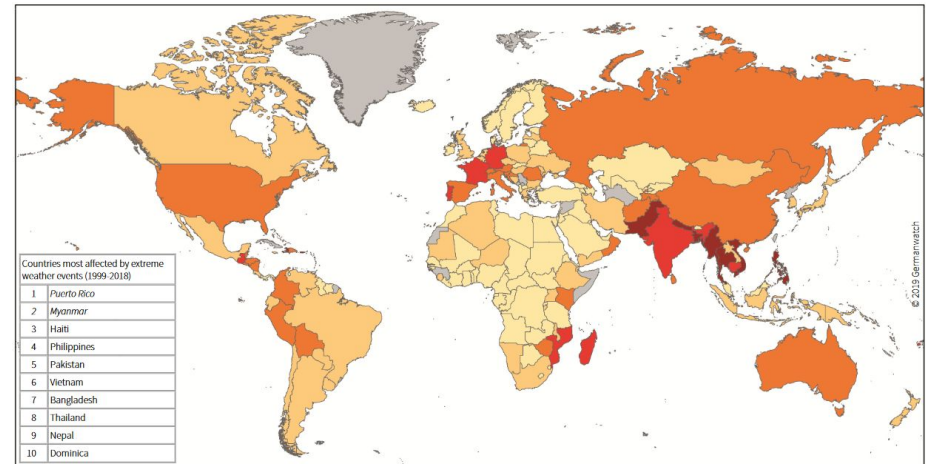 Countries most affected by extreme
weather events (1999-2018)
1 Puerto Rico
2 Myanmar
3 Haiti
4 Philippines
5 Pakistan
6 Vietnam
7 Bangladesh
8 Thailand
9 Nepal
10 Dominica
© 2019 Germanwatch